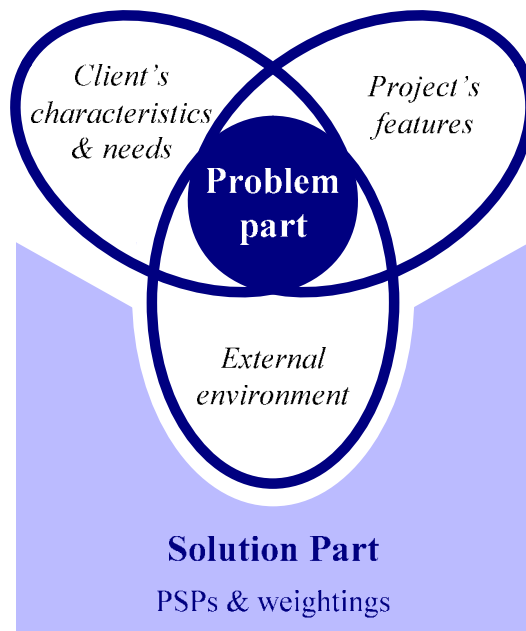 Client’s
characteristics
& needs
Project’s
features
Problem
part
External
environment
Solution Part
PSPs & weightings